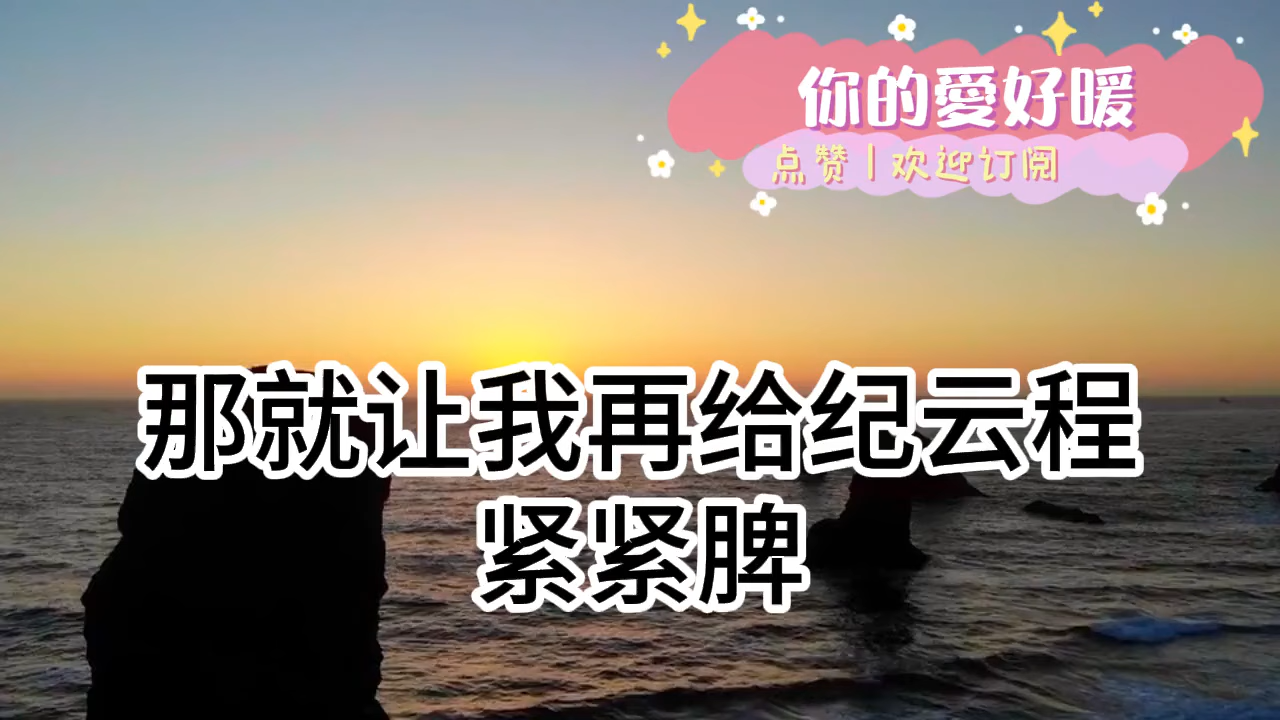 你的愛好暖
点赞 | 欢迎订阅
那就让我再给纪云程
紧紧脾